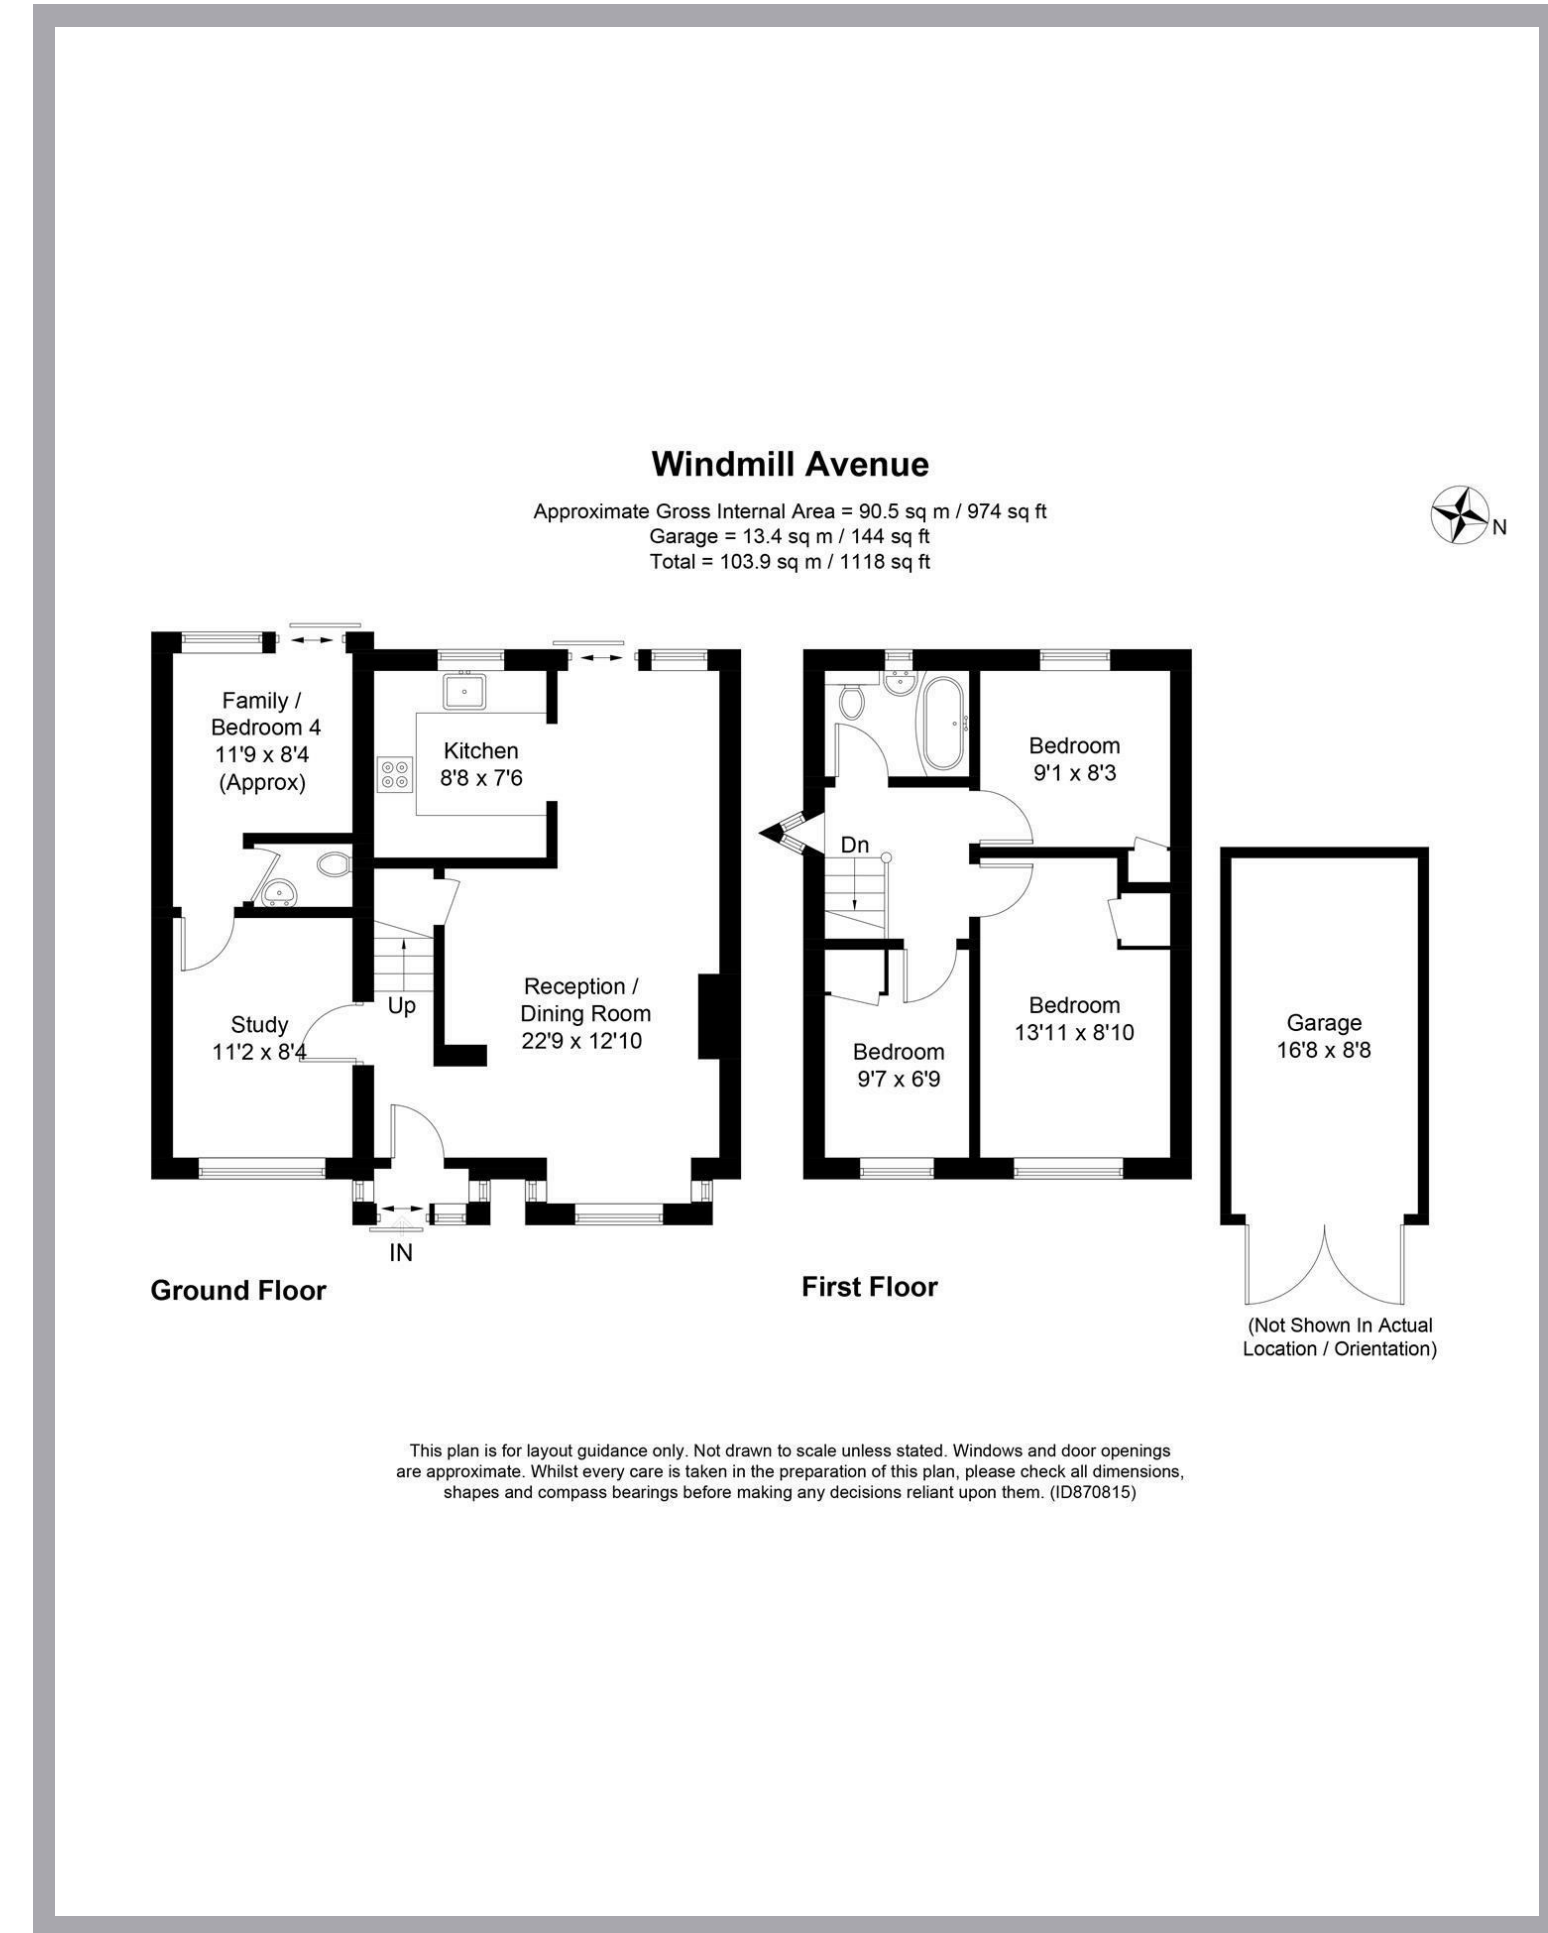 Windmill Avenue
Approximate Gross Internal Area = 90.5 sq m / 974 sq ft
Garage = 13.4 sq m / 144 sq ft
Total = 103.9 sq m / 1118 sq ft
N
Family /
Bedroom 4
11'9 x 8'4
(Approx)
Kitchen
8'8 x 7'6
Study
11'2 x 8'4
Up
Reception /
Dining Room
22'9 x 12'10
IN
Ground Floor
Bedroom
9'1 x 8'3
Dn
Bedroom
9'7 x 6'9
Bedroom
13'11 x 8'10
First Floor
Garage
16'8 x 8'8
(Not Shown In Actual
Location / Orientation)
This plan is for layout guidance only. Not drawn to scale unless stated. Windows and door openings
are approximate. Whilst every care is taken in the preparation of this plan, please check all dimensions,
shapes and compass bearings before making any decisions reliant upon them. (ID870815)